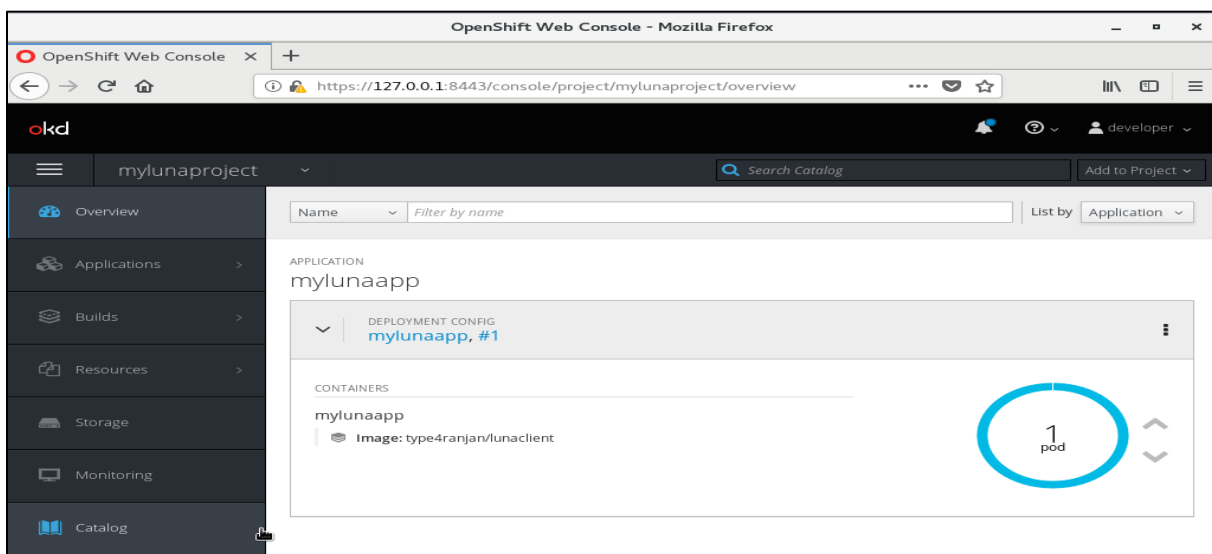 OpenShift Web Console - Mozilla Firefox
OpenShift Web Console
https://127.0.0.1:8443/console/project/mylunaproject/overview
okd
developer
mylunaproject
Search Catalog
Add to Project
Overview
Name
Filter by name
List by
Application
Applications
APPLICATION
mylunaapp
Builds
DEPLOYMENT CONFIG
mylunaapp, #1
Resources
CONTAINERS
mylunaapp
Image: type4ranjan/lunaclient
1
pod
Storage
Monitoring
Catalog